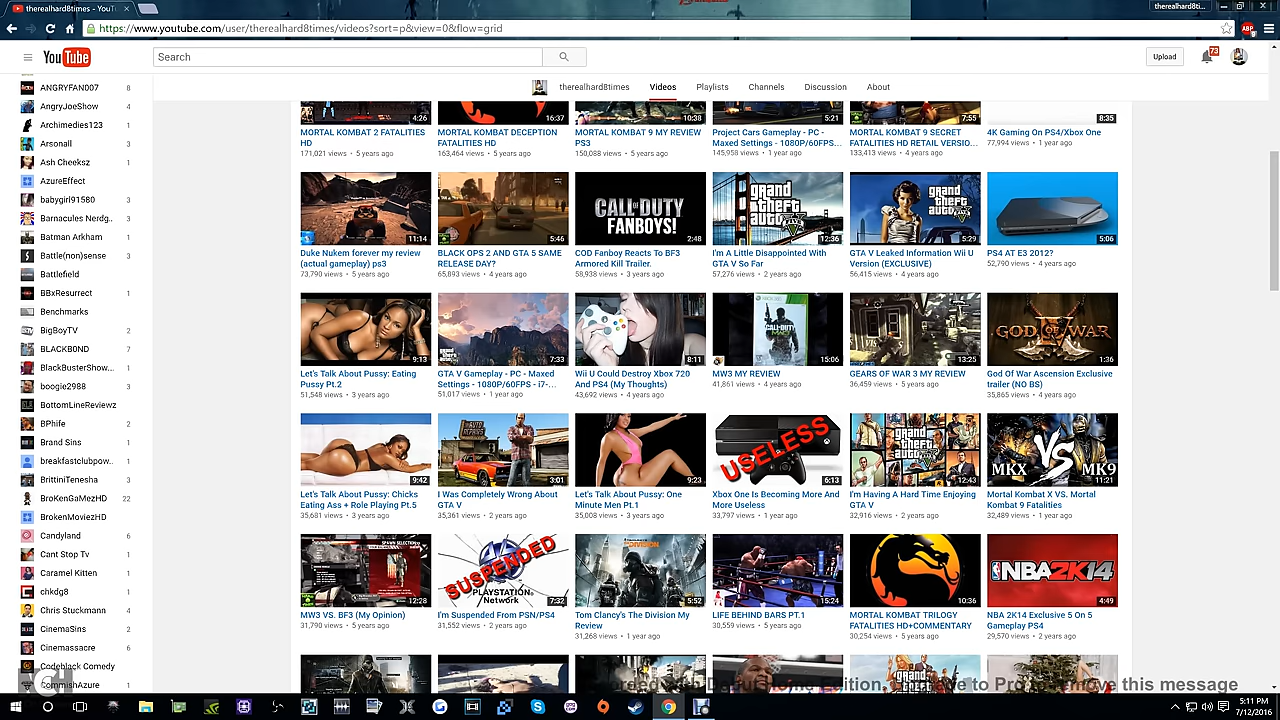 therealhard8times - YouT
therealhard8ti...
https://www.youtube.com/user/therealhard8times/videos?sort=p&view=0&flow=grid
YouTube
Search
Upload
73
therealhard8times Videos Playlists Channels Discussion About
ANGRYFAN007 8
AngryJoeShow 4
Archimedies123 1
Arsonall 3
Ash Cheeksz 1
AzureEffect
babygirl91580 3
Barnacules Nerdg.. 3
Batman Arkham 1
Batt/e(non)sense 3
Battlefield
BBxResurrect 1
Benchmarks
BigBoyTV 2
BLACKB0ND 7
BlackBusterShow... 1
boogie2988 3
BottomLineReviewz
BPhife 2
Brand Sins 1
breakfastclubpow.. 1
BrittiniTenesha 3
BroKenGaMezHD 22
BrokenMoviezHD
Candyland 6
Cant Stop Tv 1
Caramel Kitten 1
chkdg8 1
Chris Stuckmann 4
CinemaSins 2
Cinemassacre 6
Codeblack Comedy
4:26 16:37 10:38 5:21 7:55 8:35
MORTAL KOMBAT 2 FATALITIES
HD
171,021 views • 5 years ago
MORTAL KOMBAT DECEPTION
FATALITIES HD
163,464 views • 5 years ago
MORTAL KOMBAT 9 MY REVIEW
PS3
150,088 views • 5 years ago
Project Cars Gameplay - PC -
Maxed Settings - 1080P/60FPS...
145,958 views • 1 year ago
MORTAL KOMBAT 9 SECRET
FATALITIES HD RETAIL VERSIO...
133,413 views • 4 years ago
4K Gaming On PS4/Xbox One
77,994 views • 1 year ago
11:14
Duke Nukem forever my review
(actual gameplay) ps3
73,790 views • 5 years ago
5:46
BLACK OPS 2 AND GTA 5 SAME
RELEASE DAY?
65,893 views • 4 years ago
CALL OF DUTY
FANBOYS!
2:48
COD Fanboy Reacts To BF3
Armored Kill Trailer.
58,938 views • 3 years ago
grand
theft
auto
V
12:36
I'm A Little Disappointed With
GTA V So Far
57,276 views • 2 years ago
grand
theft
auto
V
5:29
GTA V Leaked Information Wii U
Version (EXCLUSIVE)
56,415 views • 4 years ago
5:06
PS4 AT E3 2012?
52,790 views • 4 years ago
9:13
Let's Talk About Pussy: Eating
Pussy Pt.2
51,548 views • 3 years ago
grand
theft
auto
7:33
GTA V Gameplay - PC - Maxed
Settings - 1080P/60FPS - i7-...
51,017 views • 1 year ago
8:11
Wii U Could Destroy Xbox 720
And PS4 (My Thoughts)
43,692 views • 4 years ago
15:06
MW3 MY REVIEW
41,861 views • 4 years ago
13:25
GEARS OF WAR 3 MY REVIEW
36,459 views • 5 years ago
GOD OF WAR
1:36
God Of War Ascension Exclusive
trailer (NO BS)
35,865 views • 4 years ago
9:42
Let's Talk About Pussy: Chicks
Eating Ass + Role Playing Pt.5
35,681 views • 3 years ago
3:01
I Was Completely Wrong About
GTA V
35,361 views • 2 years ago
9:23
Let's Talk About Pussy: One
Minute Men Pt.1
35,008 views • 3 years ago
USELESS
6:13
Xbox One Is Becoming More And
More Useless
33,797 views • 1 year ago
grand
theft
auto
12:43
I'm Having A Hard Time Enjoying
GTA V
32,916 views • 2 years ago
MKX VS MK9
11:21
Mortal Kombat X VS. Mortal
Kombat 9 Fatalities
32,489 views • 1 year ago
12:28
MW3 VS. BF3 (My Opinion)
31,790 views • 5 years ago
SUSPENDED
PLAYSTATION
Network
7:32
I'm Suspended From PSN/PS4
31,552 views • 2 years ago
THE DIVISION
5:52
Tom Clancy's The Division My
Review
31,268 views • 1 year ago
15:24
LIFE BEHIND BARS PT.1
30,559 views • 5 years ago
10:36
MORTAL KOMBAT TRILOGY
FATALITIES HD+COMMENTARY
30,254 views • 5 years ago
NBA2K14
4:49
NBA 2K14 Exclusive 5 On 5
Gameplay PS4
29,570 views • 2 years ago
this message
5:11 PM
7/12/2016